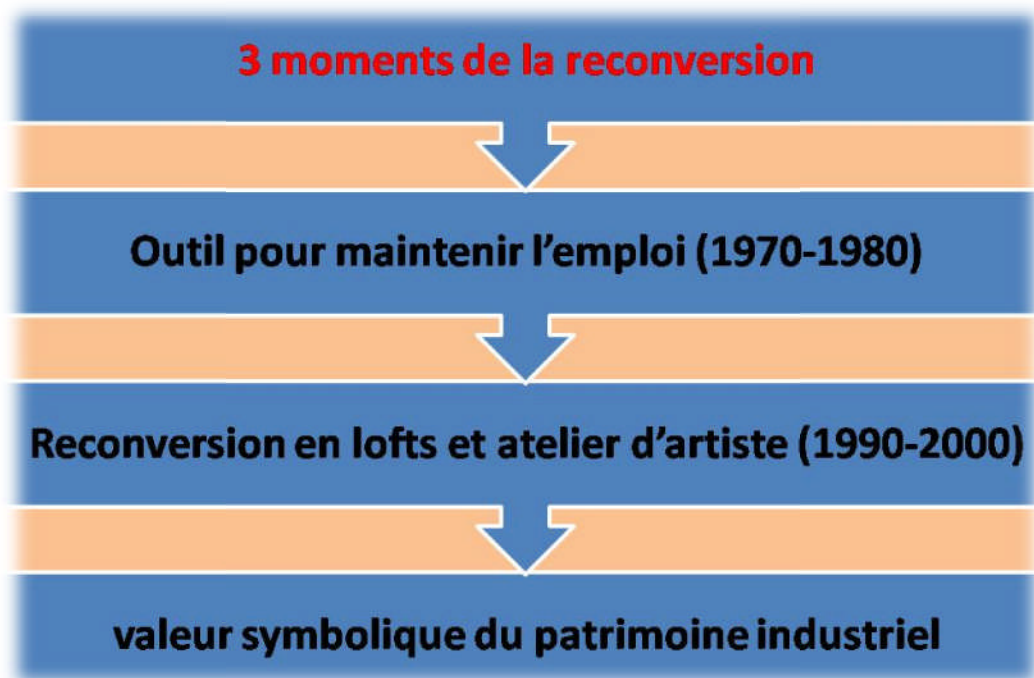 3 moments de la reconversion
Outil pour maintenir l'emploi (1970-1980)
Reconversion en lofts et atelier d'artiste (1990-2000)
valeur symbolique du patrimoine industriel